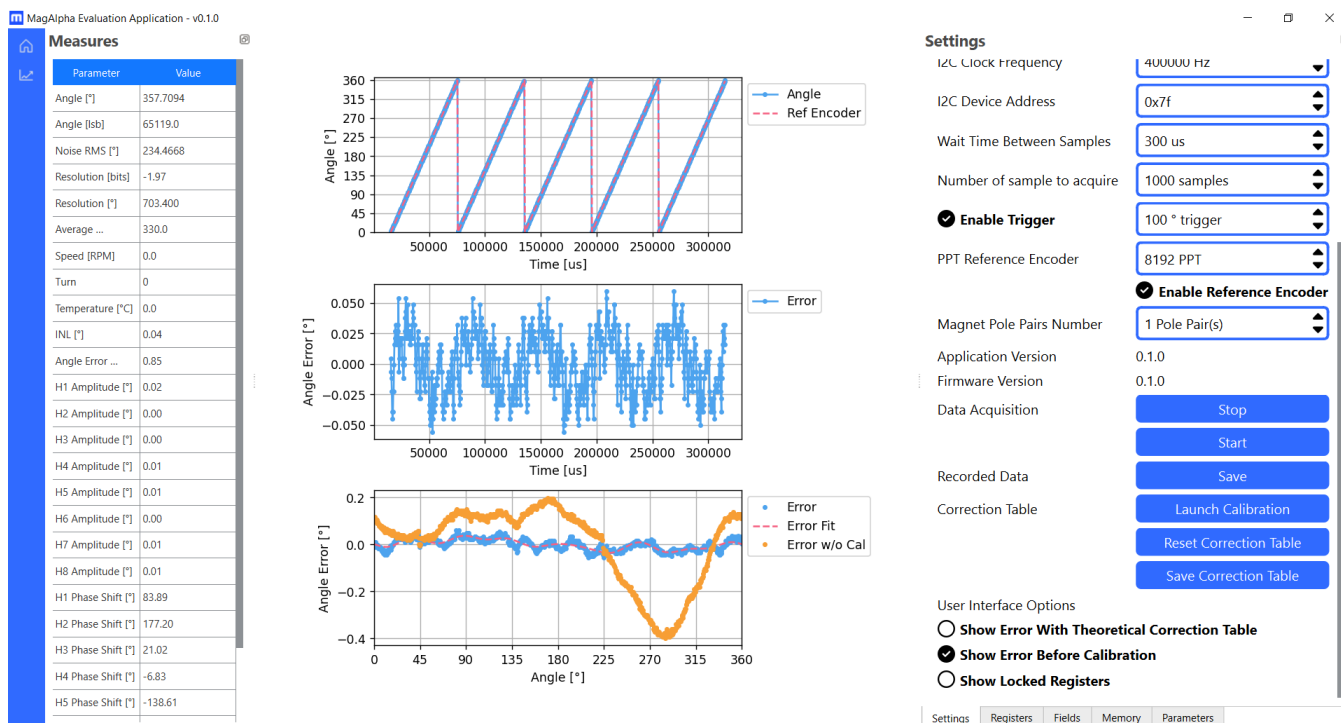 MagAlpha Evaluation Application - v0.1.0
Measures
Parameter Value
Angle [°] 357.7094
Angle [lsb] 65119.0
Noise RMS [°] 234.4668
Resolution [bits] -1.97
Resolution [°] 703.400
Average ... 330.0
Speed [RPM] 0.0
Turn 0
Temperature [°C] 0.0
INL [°] 0.04
Angle Error ... 0.85
H1 Amplitude [°] 0.02
H2 Amplitude [°] 0.00
H3 Amplitude [°] 0.00
H4 Amplitude [°] 0.01
H5 Amplitude [°] 0.01
H6 Amplitude [°] 0.00
H7 Amplitude [°] 0.01
H8 Amplitude [°] 0.01
H1 Phase Shift [°] 83.89
H2 Phase Shift [°] 177.20
H3 Phase Shift [°] 21.02
H4 Phase Shift [°] -6.83
H5 Phase Shift [°] -138.61
Angle [°]
360
315
270
225
180
135
90
45
0
50000 100000 150000 200000 250000 300000
Time [us]
Angle
Ref Encoder
Angle Error [°]
0.050
0.025
0.000
−0.025
−0.050
50000 100000 150000 200000 250000 300000
Time [us]
Error
Angle Error [°]
0.2
0.0
−0.2
−0.4
0 45 90 135 180 225 270 315 360
Angle [°]
Error
Error Fit
Error w/o Cal
Settings
I2C Clock Frequency 400000 Hz
I2C Device Address 0x7f
Wait Time Between Samples 300 us
Number of sample to acquire 1000 samples
Enable Trigger 100 ° trigger
PPT Reference Encoder 8192 PPT
Enable Reference Encoder
Magnet Pole Pairs Number 1 Pole Pair(s)
Application Version 0.1.0
Firmware Version 0.1.0
Data Acquisition Stop
Start
Recorded Data Save
Correction Table Launch Calibration
Reset Correction Table
Save Correction Table
User Interface Options
Show Error With Theoretical Correction Table
Show Error Before Calibration
Show Locked Registers
Settings Registers Fields Memory Parameters